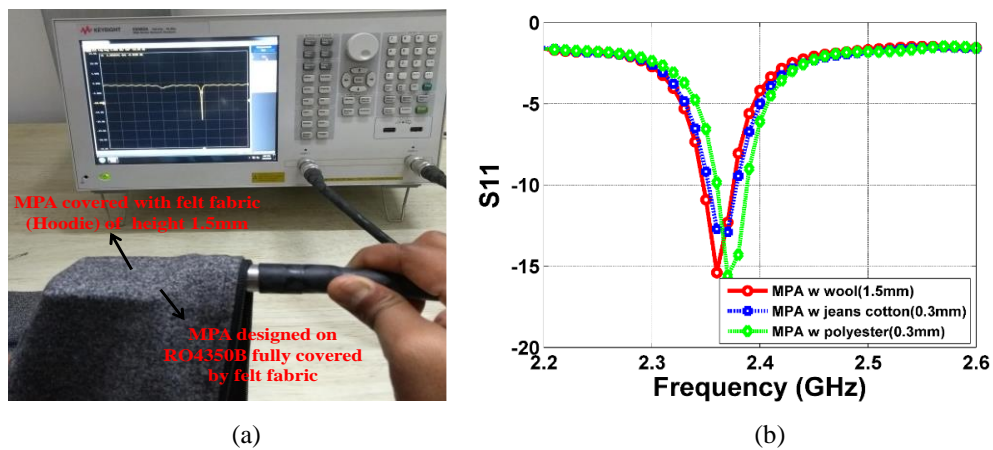 KEYSIGHT
MPA covered with felt fabric
(Hoodie) of height 1.5mm
MPA designed on
RO4350B fully covered
by felt fabric
(a)
0
-5
-10
-15
-20
S11
2.2 2.3 2.4 2.5 2.6
Frequency (GHz)
MPA w wool(1.5mm)
MPA w jeans cotton(0.3mm)
MPA w polyester(0.3mm)
(b)